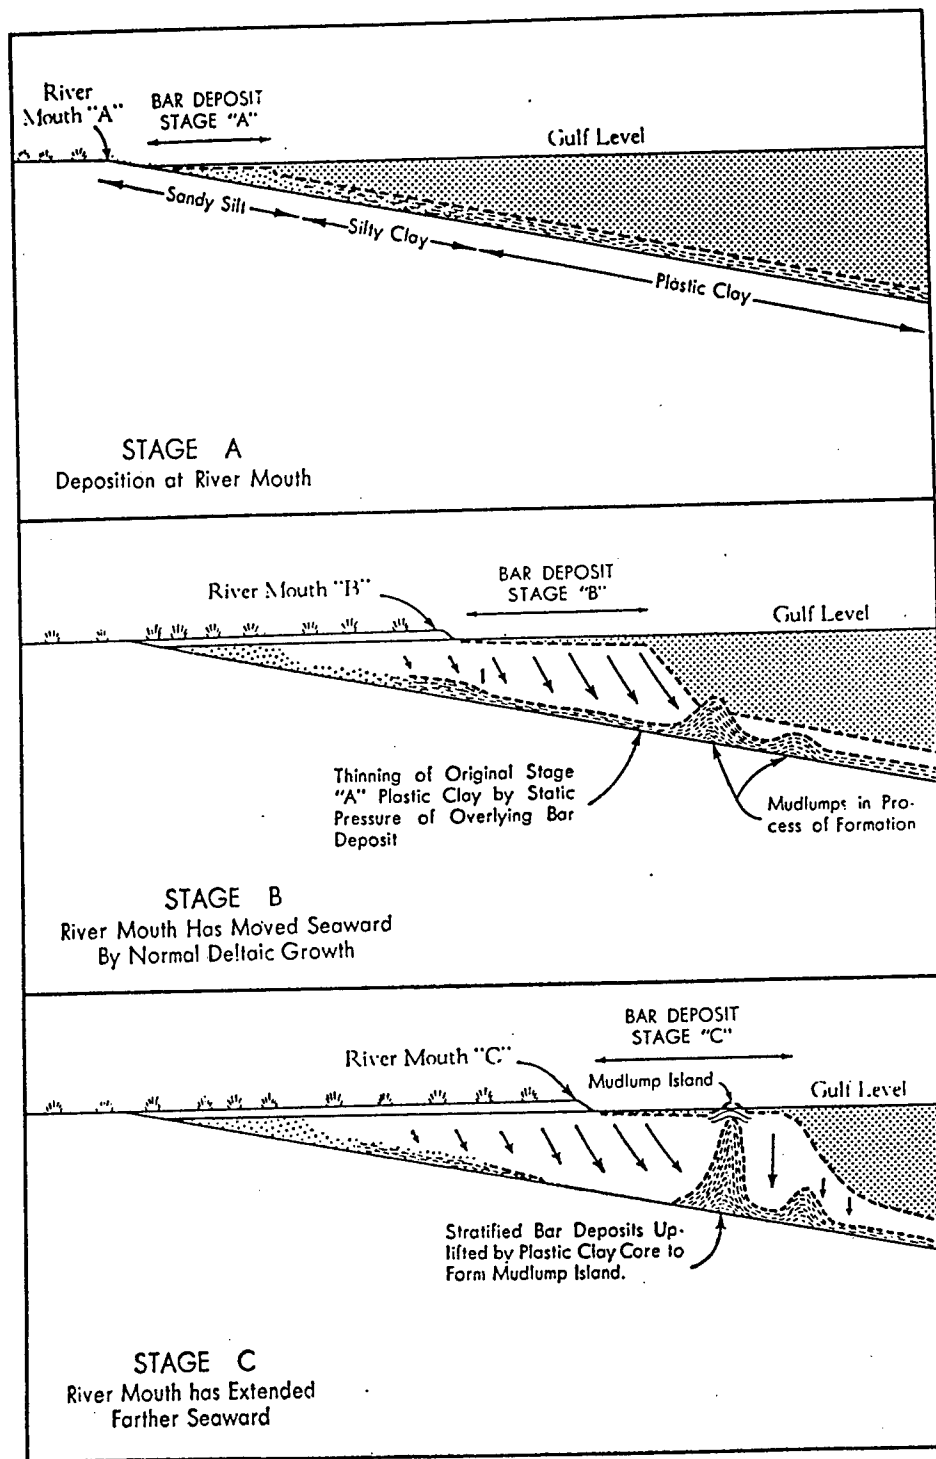 River
Mouth "A"
BAR DEPOSIT
STAGE "A"
Gulf Level
Sandy Silt
Silty Clay
Plastic Clay
STAGE A
Deposition at River Mouth
River Mouth "B"
BAR DEPOSIT
STAGE "B"
Gulf Level
Thinning of Original Stage
"A" Plastic Clay by Static
Pressure of Overlying Bar
Deposit
Mudlumps in Pro-
cess of Formation
STAGE B
River Mouth Has Moved Seaward
By Normal Deltaic Growth
BAR DEPOSIT
STAGE "C"
River Mouth "C"
Mudlump Island
Gulf Level
Stratified Bar Deposits Up-
lifted by Plastic Clay Core to
Form Mudlump Island.
STAGE C
River Mouth has Extended
Farther Seaward